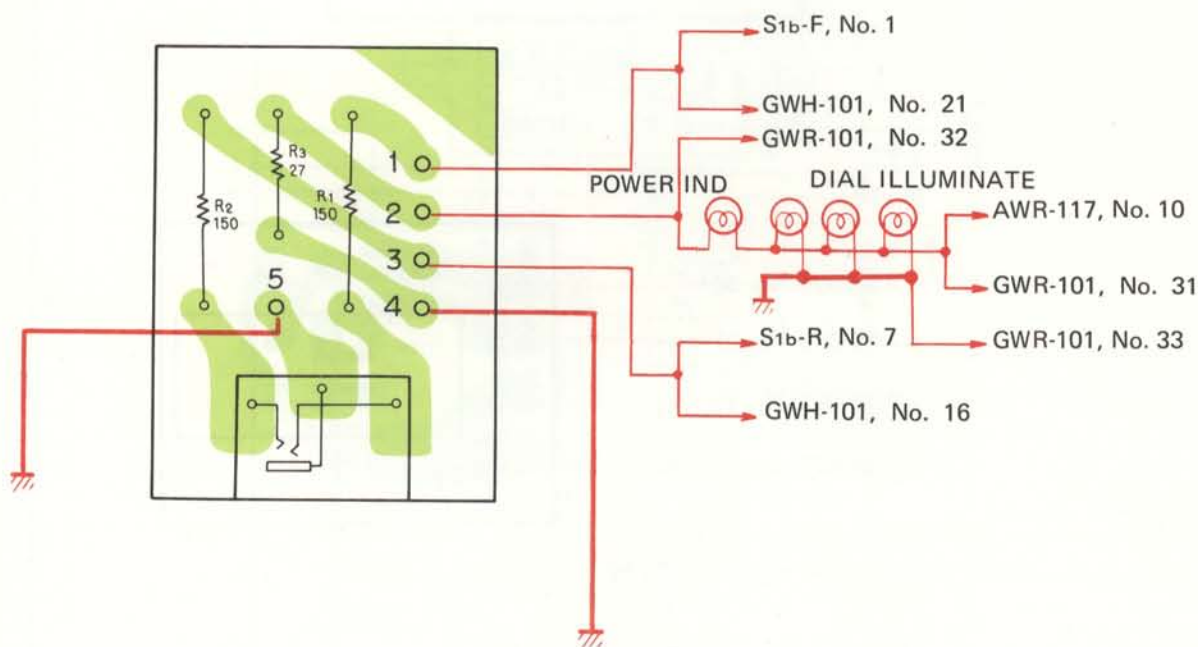 S1b-F, No. 1
GWH-101, No. 21
GWR-101, No. 32
POWER IND
DIAL ILLUMINATE
AWR-117, No. 10
GWR-101, No. 31
GWR-101, No. 33
S1b-R, No. 7
GWH-101, No. 16
R3
27
R2
150
R1
150
1
2
3
4
5